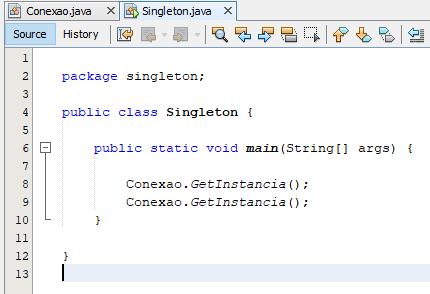 Conexao.java Singleton.java
Source History
1
2 package singleton;
3
4 public class Singleton {
5
6 public static void main(String[] args) {
7
8 Conexao.GetInstancia();
9 Conexao.GetInstancia();
10 }
11
12 }
13